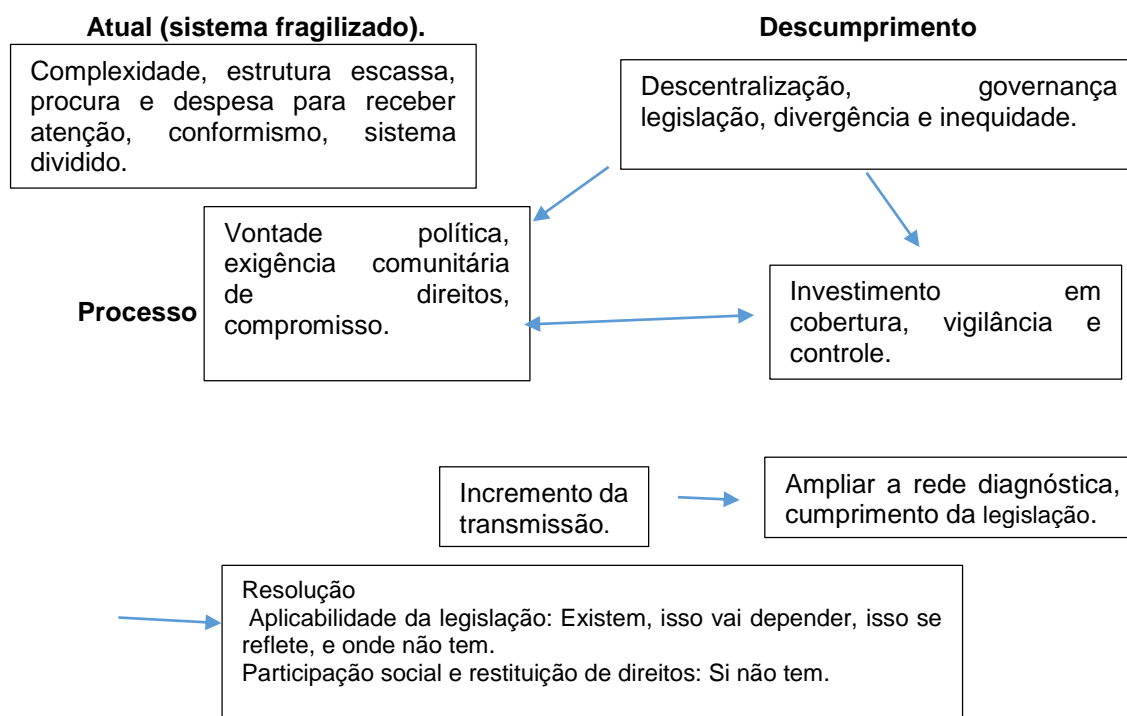 Atual (sistema fragilizado).
Complexidade, estrutura escassa,
procura e despesa para receber
atenção, conformismo, sistema
dividido.
Descumprimento
Descentralização, governança
legislação, divergência e inequidade.
Processo
Vontade política,
exigência comunitária
de direitos,
compromisso.
Investimento em
cobertura, vigilância e
controle.
Incremento da
transmissão.
Ampliar a rede diagnóstica,
cumprimento da legislação.
Resolução
Aplicabilidade da legislação: Existem, isso vai depender, isso se
reflete, e onde não tem.
Participação social e restituição de direitos: Si não tem.